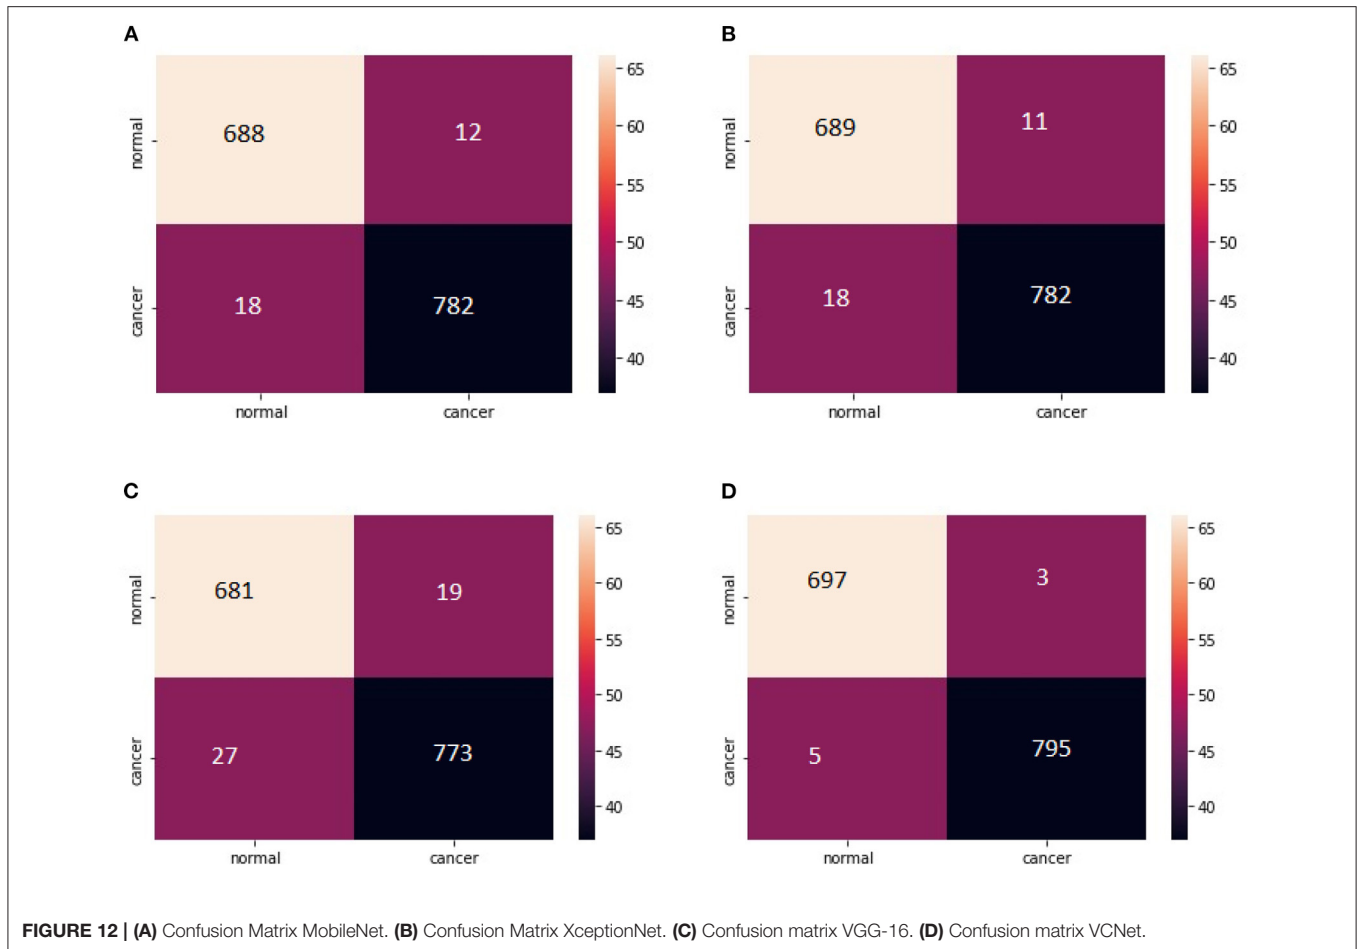 A
normal
cancer
688
12
18
782
normal
cancer
65
60
55
50
45
40
B
normal
cancer
689
11
18
782
normal
cancer
65
60
55
50
45
40
C
normal
cancer
681
19
27
773
normal
cancer
65
60
55
50
45
40
D
normal
cancer
697
3
5
795
normal
cancer
65
60
55
50
45
40
FIGURE 12 | (A) Confusion Matrix MobileNet. (B) Confusion Matrix XceptionNet. (C) Confusion matrix VGG-16. (D) Confusion matrix VCNet.